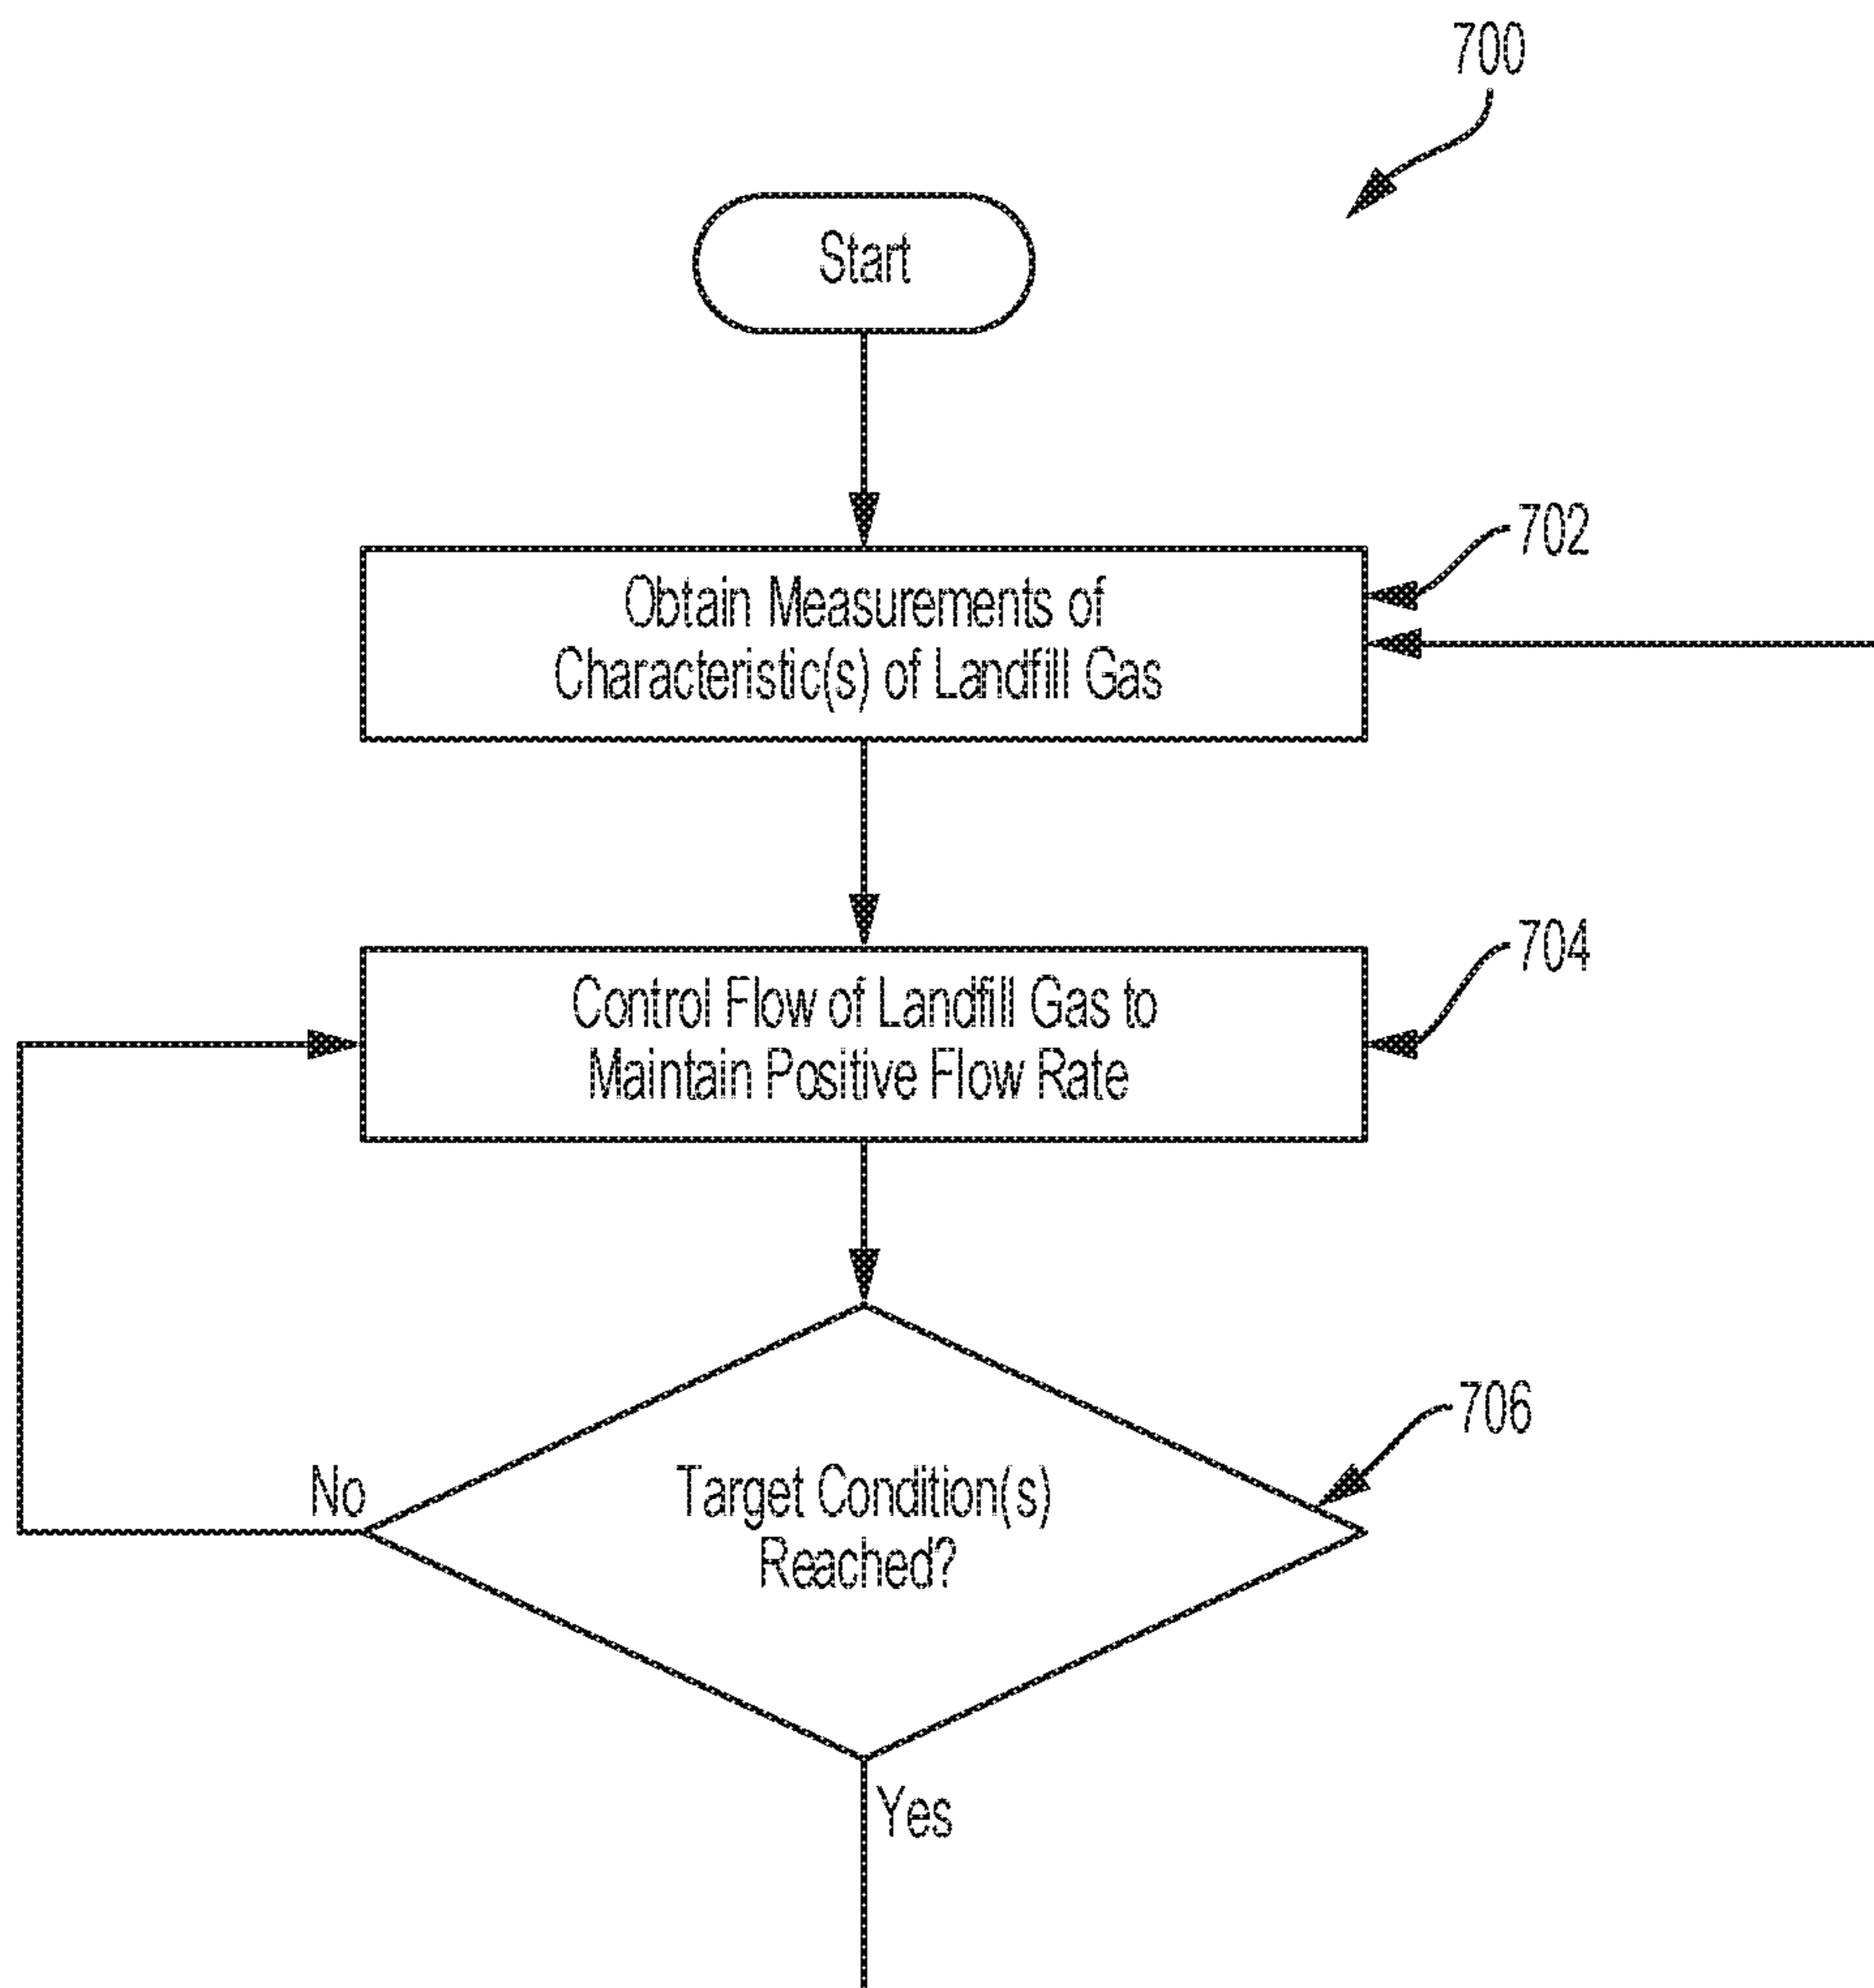 700
Start
702
Obtain Measurements of
Characteristic(s) of Landfill Gas
704
Control Flow of Landfill Gas to
Maintain Positive Flow Rate
706
No
Target Condition(s)
Reached?
Yes